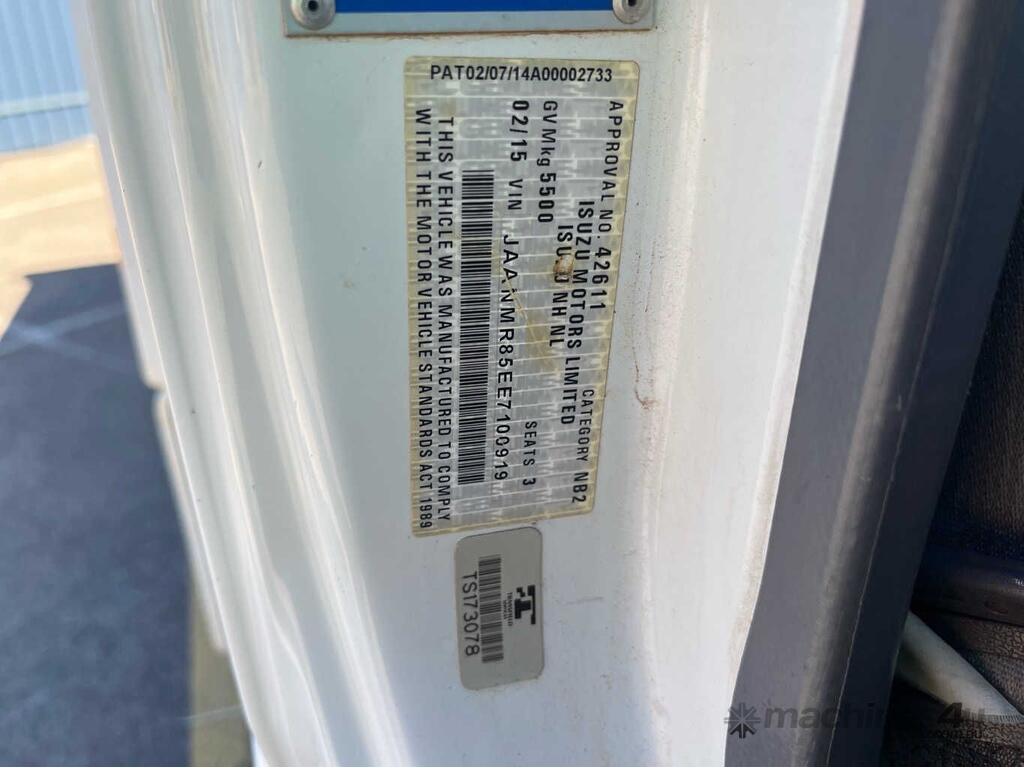 PAT02/07/14A00002733
APPROVAL NO. 42611 CATEGORY NB2
ISUZU MOTORS LIMITED
NH NL
GVMkg 5500 SEATS 3
02/15 VIN JAANMR85EE7100919
THIS VEHICLE WAS MANUFACTURED TO COMPLY
WITH THE MOTOR VEHICLE STANDARDS ACT 1989
TS173078